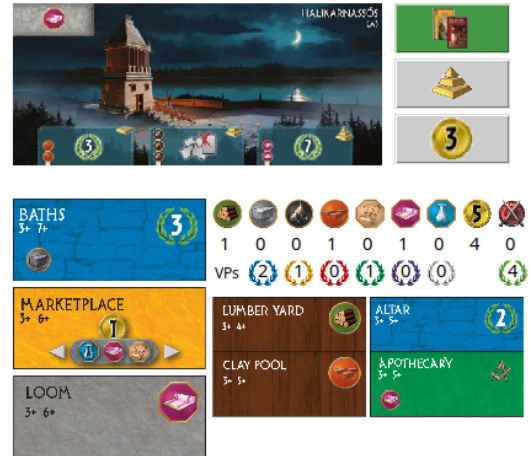 HALIKARNASSÓS
(A)
3
7
3
BATHS
3+ 7+
3
5
1 0 0 1 0 1 0 4 0
VPs 2 1 0 1 0 0 4
MARKETPLACE
3+ 6+
1
LUMBER YARD
3+ 4+
ALTAR
3+ 5+
2
CLAY POOL
3+ 5+
APOTHECARY
3+ 5+
LOOM
3+ 6+